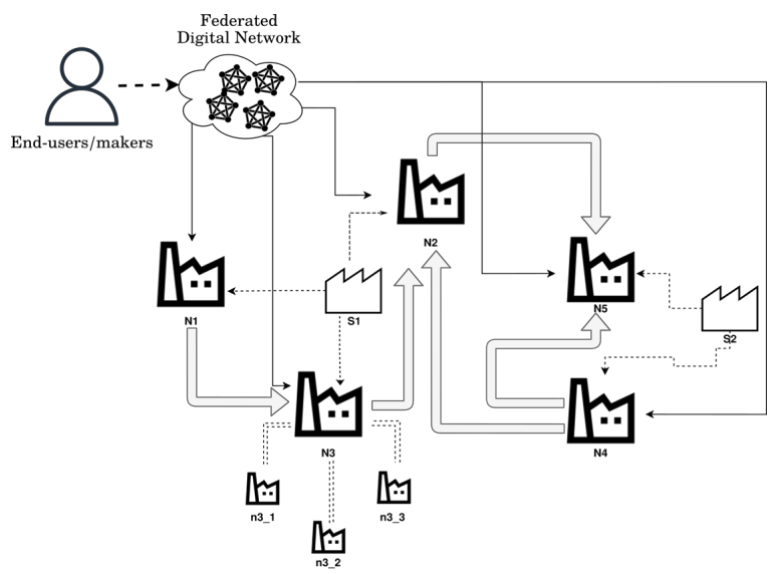 Federated
Digital Network
End-users/makers
N2
N1
S1
N5
S2
N3
N4
n3_1
n3_3
n3_2